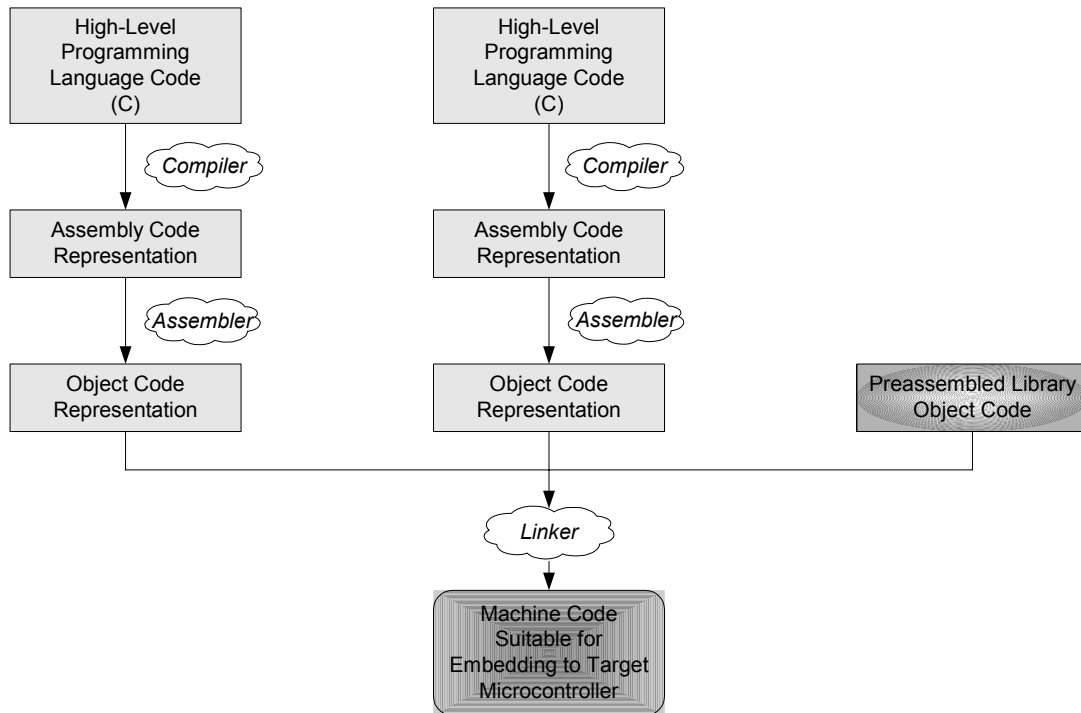 High-Level
Programming
Language Code
(C)
High-Level
Programming
Language Code
(C)
Compiler
Compiler
Assembly Code
Representation
Assembly Code
Representation
Assembler
Assembler
Object Code
Representation
Object Code
Representation
Preassembled Library
Object Code
Linker
Machine Code
Suitable for
Embedding to Target
Microcontroller